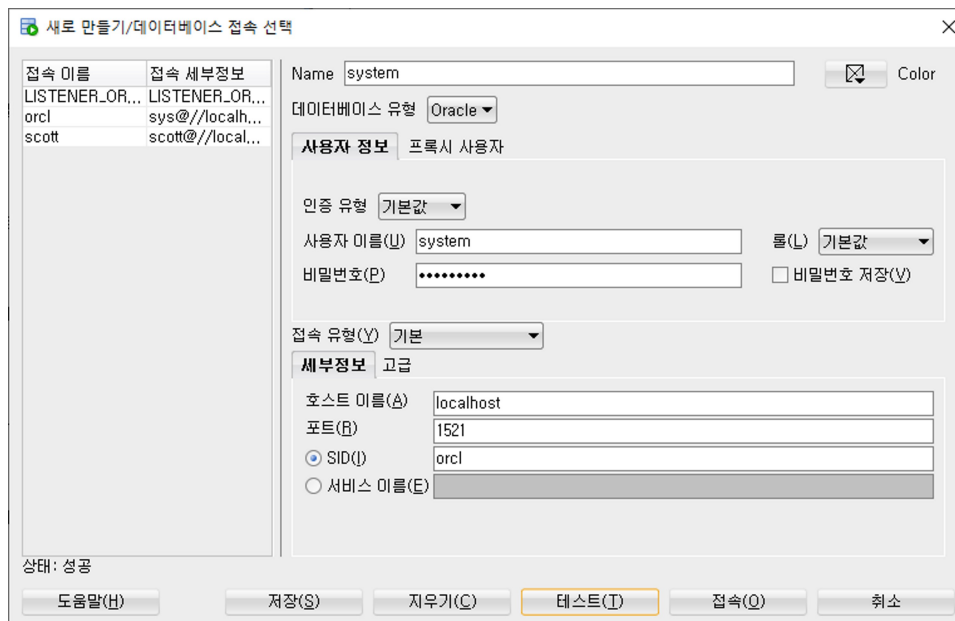 새로 만들기/데이터베이스 접속 선택
접속 이름 접속 세부정보
LISTENER_OR... LISTENER_OR...
orcl sys@//localh...
scott scott@//local...
Name system Color
데이터베이스 유형 Oracle
사용자 정보 프록시 사용자
인증 유형 기본값
사용자 이름(U) system 롤(L) 기본값
비밀번호(P) ••••••••• 비밀번호 저장(V)
접속 유형(Y) 기본
세부정보 고급
호스트 이름(A) localhost
포트(R) 1521
SID(I) orcl
서비스 이름(E)
상태: 성공
도움말(H) 저장(S) 지우기(C) 테스트(T) 접속(O) 취소